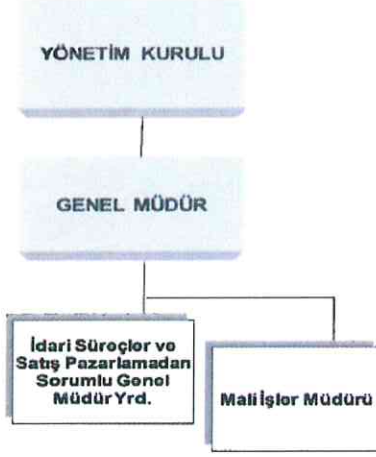 YÖNETİM KURULU
GENEL MÜDÜR
İdari Süreçler ve
Satış Pazarlamadan
Sorumlu Genel
Müdür Yrd.
Mali İşler Müdürü